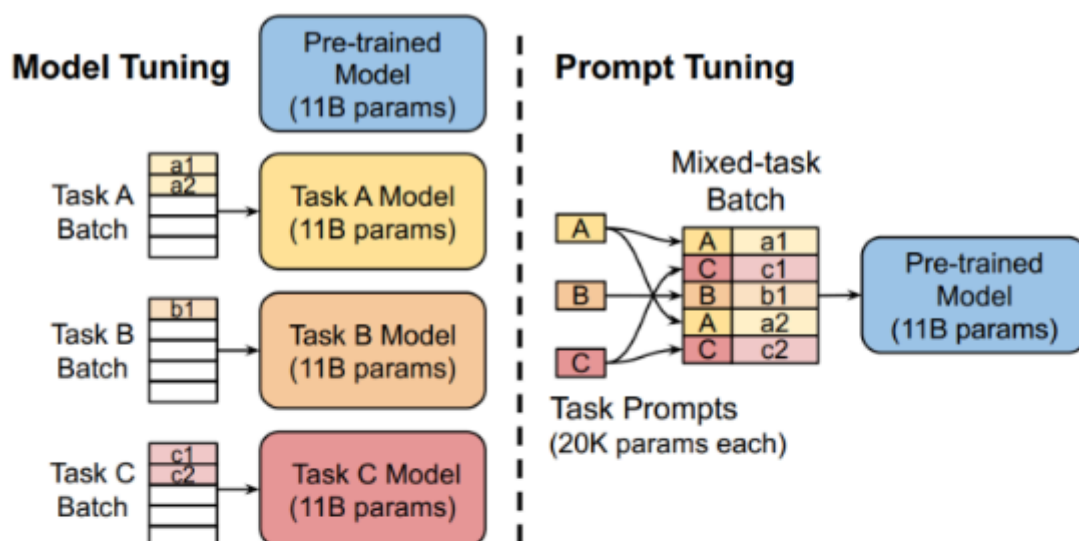 Model Tuning
Pre-trained
Model
(11B params)
Task A
Batch
a1
a2
Task A Model
(11B params)
Task B
Batch
b1
Task B Model
(11B params)
Task C
Batch
c1
c2
Task C Model
(11B params)
Prompt Tuning
Mixed-task
Batch
A
B
C
A a1
C c1
B b1
A a2
C c2
Task Prompts
(20K params each)
Pre-trained
Model
(11B params)